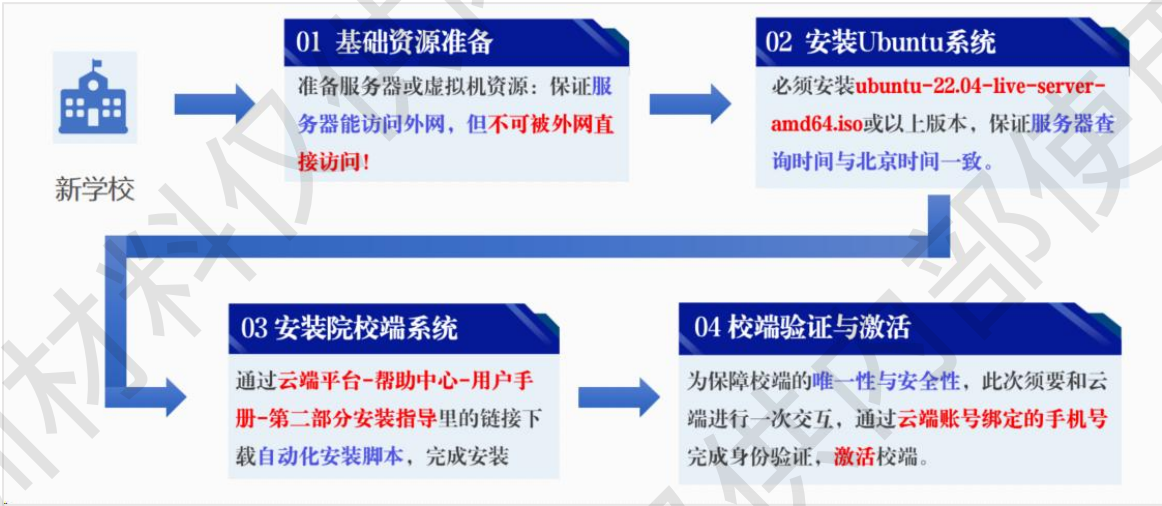 新学校
01 基础资源准备
准备服务器或虚拟机资源：保证服
务器能访问外网，但不可被外网直
接访问！
02 安装Ubuntu系统
必须安装ubuntu-22.04-live-server-
amd64.iso或以上版本，保证服务器查
询时间与北京时间一致。
03 安装院校端系统
通过云端平台-帮助中心-用户手
册-第二部分安装指导里的链接下
载自动化安装脚本，完成安装
04 校端验证与激活
为保障校端的唯一性与安全性，此次须要和云
端进行一次交互，通过云端账号绑定的手机号
完成身份验证，激活校端。
材料仅供
供内部使用